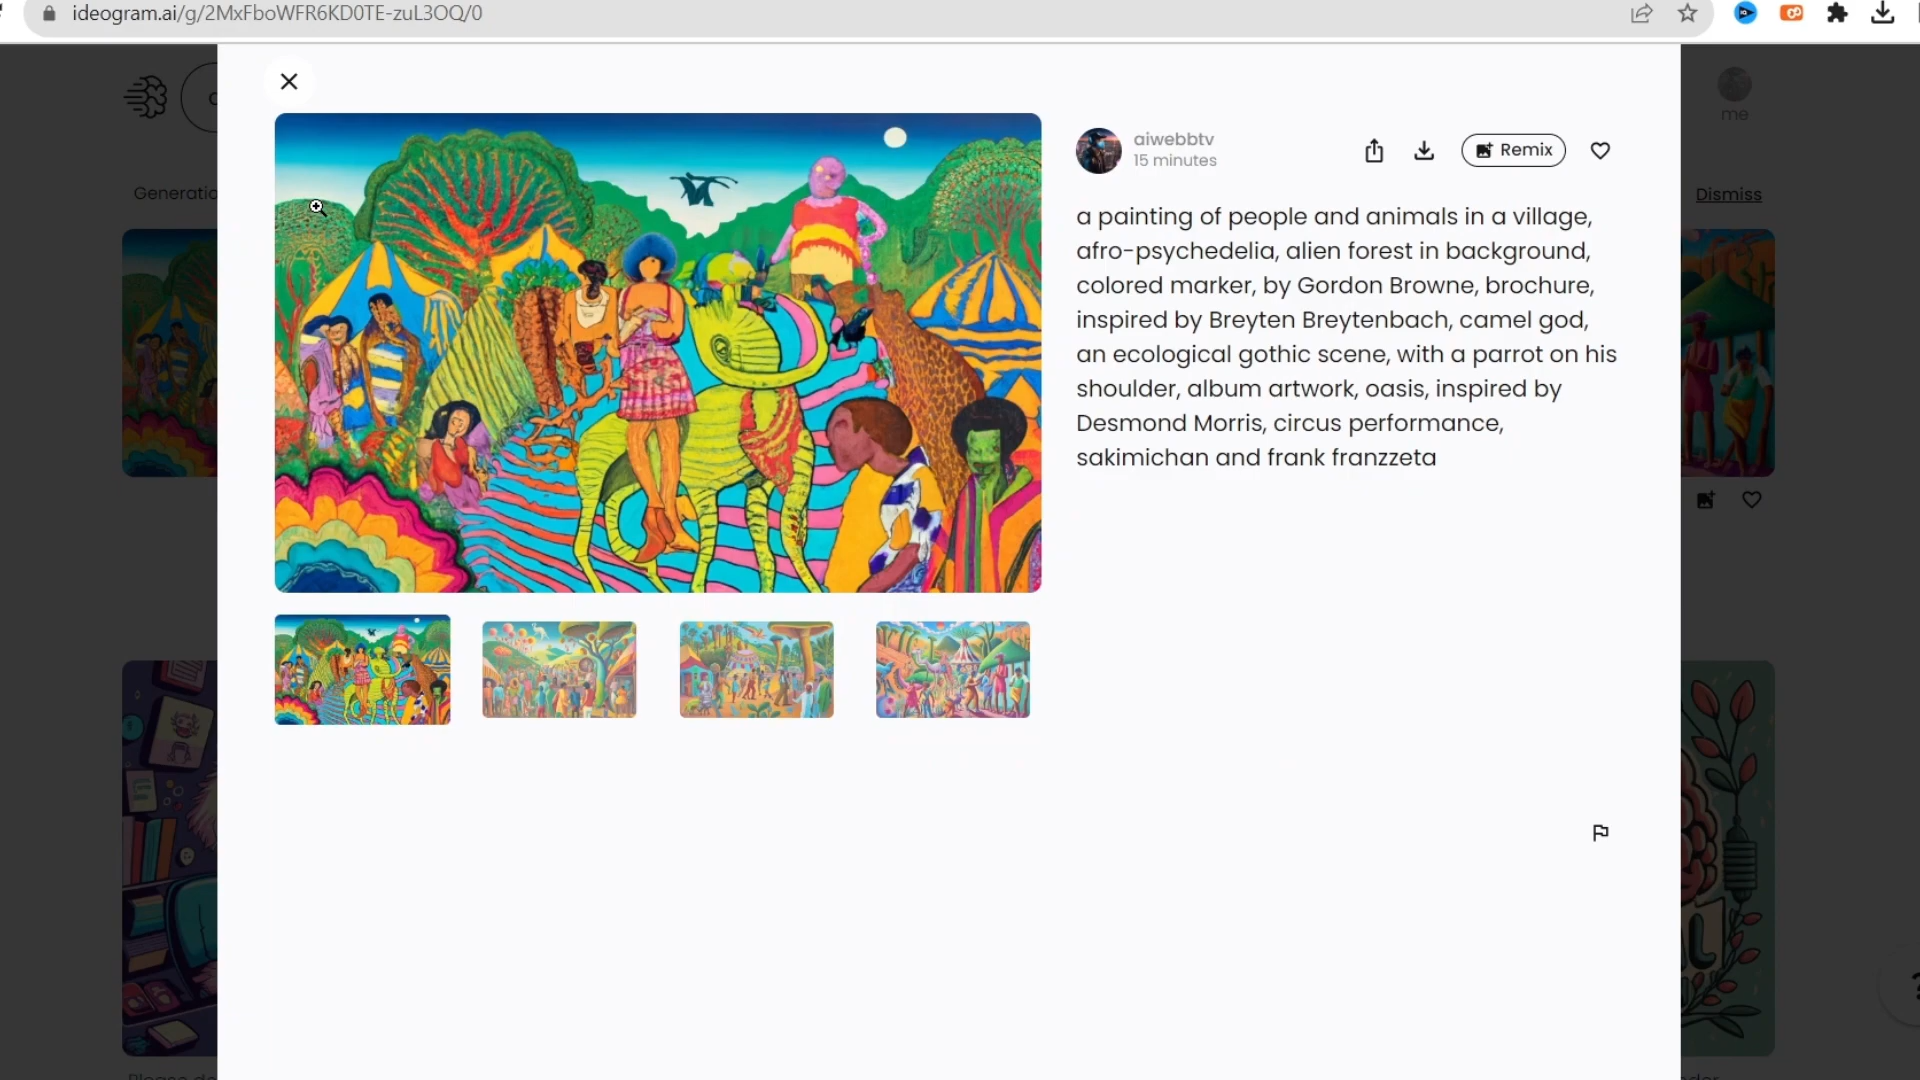 ideogram.ai/g/2MxFboWFR6KD0TE-zuL3OQ/0
me
Generatio
Dismiss
aiwebbtv
15 minutes
Remix
a painting of people and animals in a village,
afro-psychedelia, alien forest in background,
colored marker, by Gordon Browne, brochure,
inspired by Breyten Breytenbach, camel god,
an ecological gothic scene, with a parrot on his
shoulder, album artwork, oasis, inspired by
Desmond Morris, circus performance,
sakimichan and frank franzzeta